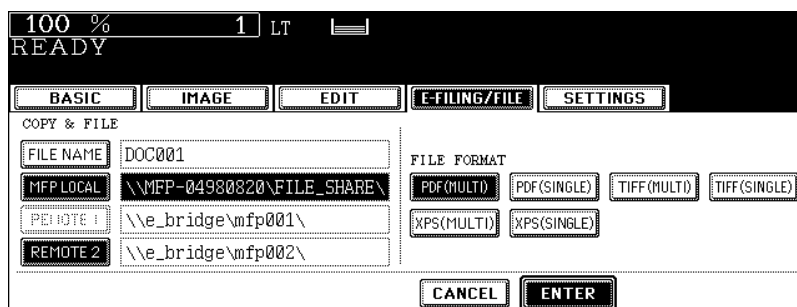 100 % 1 LT
READY
BASIC IMAGE EDIT E-FILING/FILE SETTINGS
COPY & FILE
FILE NAME DOC001
MFP LOCAL \\MFP-04980820\FILE_SHARE\
REMOTE 1 \\e_bridge\mfp001\
REMOTE 2 \\e_bridge\mfp002\
FILE FORMAT
PDF(MULTI) PDF(SINGLE) TIFF(MULTI) TIFF(SINGLE)
XPS(MULTI) XPS(SINGLE)
CANCEL ENTER